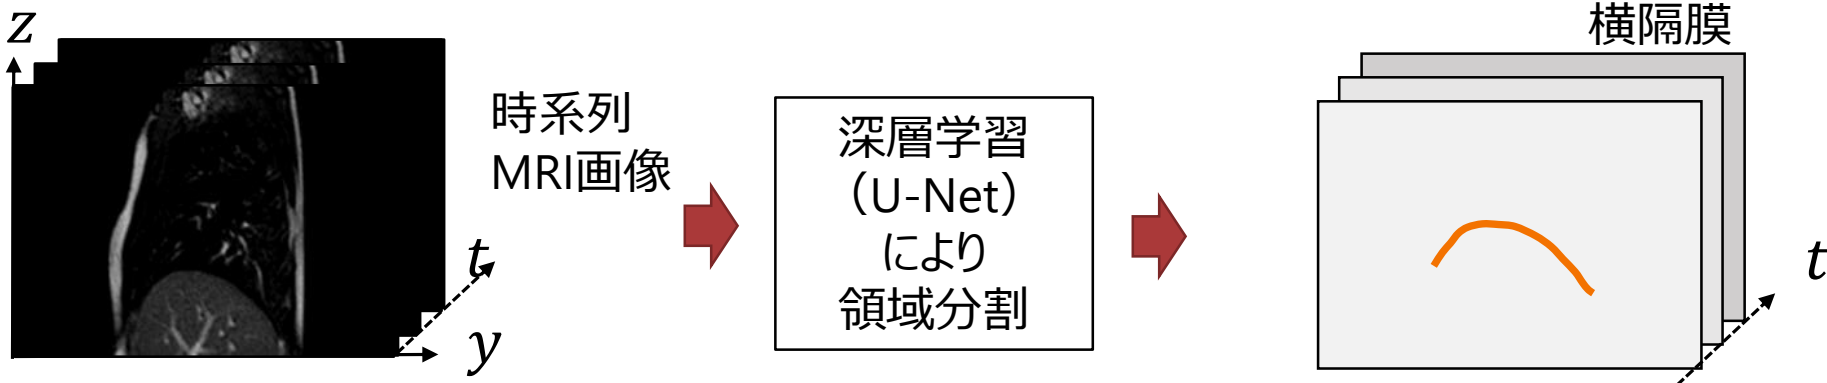 z
時系列
MRI画像
t
y
深層学習
（U-Net）
により
領域分割
横隔膜
t